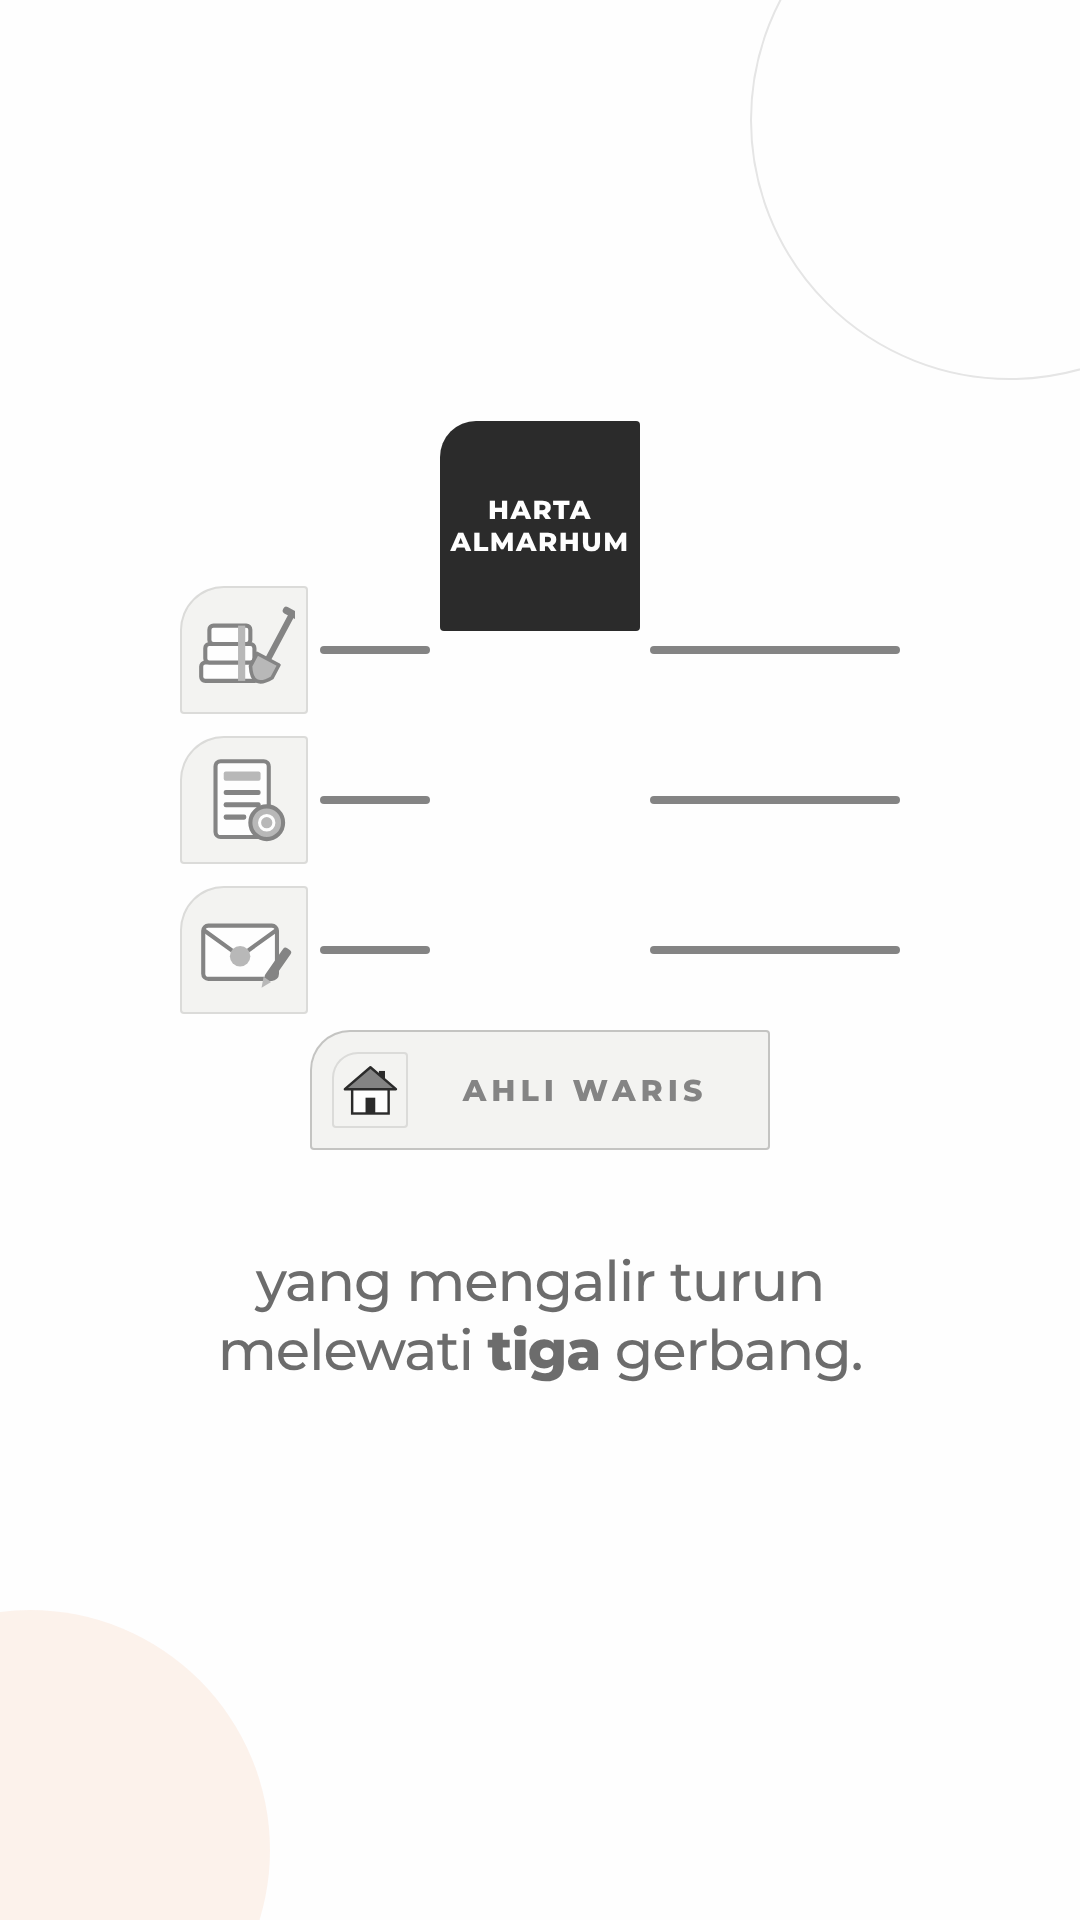 HARTA
ALMARHUM
AHLI WARIS
yang mengalir turun
melewati tiga gerbang.